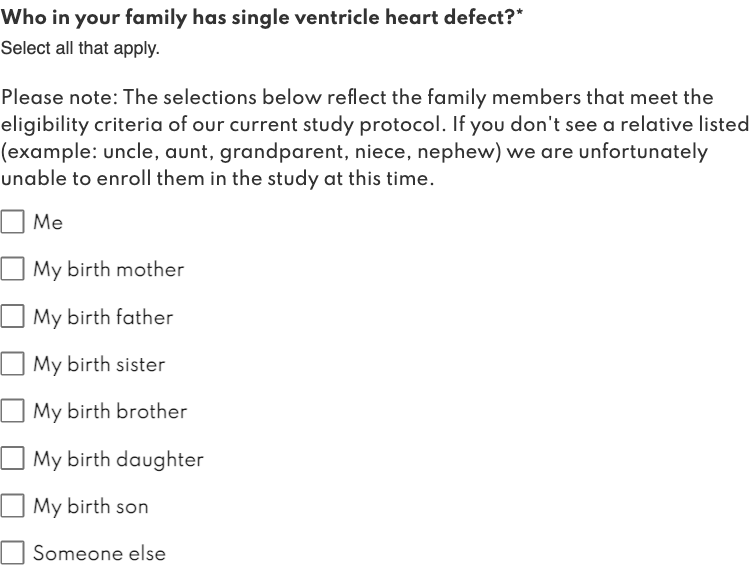 Who in your family has single ventricle heart defect?*
Select all that apply.
Please note: The selections below reflect the family members that meet the
eligibility criteria of our current study protocol. If you don't see a relative listed
(example: uncle, aunt, grandparent, niece, nephew) we are unfortunately
unable to enroll them in the study at this time.
Me
My birth mother
My birth father
My birth sister
My birth brother
My birth daughter
My birth son
Someone else